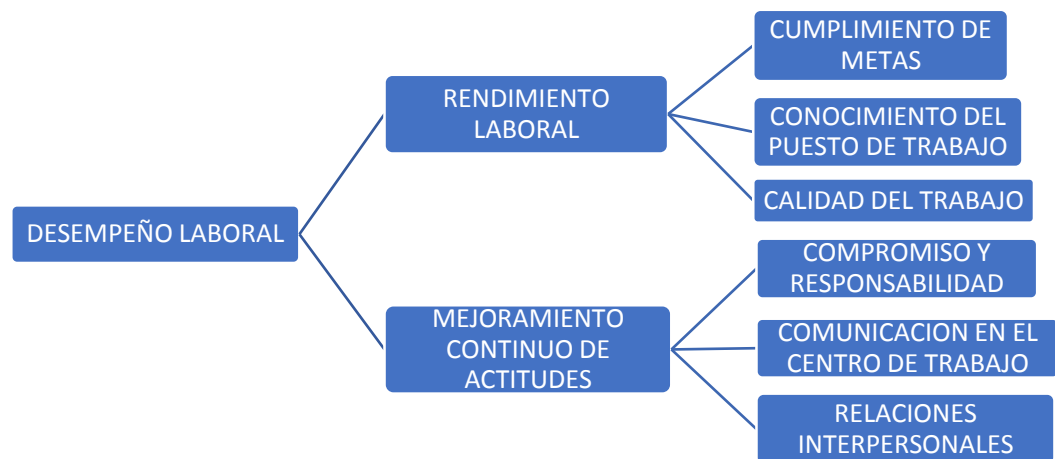 DESEMPEÑO LABORAL
RENDIMIENTO
LABORAL
CUMPLIMIENTO DE
METAS
CONOCIMIENTO DEL
PUESTO DE TRABAJO
CALIDAD DEL TRABAJO
MEJORAMIENTO
CONTINUO DE
ACTITUDES
COMPROMISO Y
RESPONSABILIDAD
COMUNICACION EN EL
CENTRO DE TRABAJO
RELACIONES
INTERPERSONALES